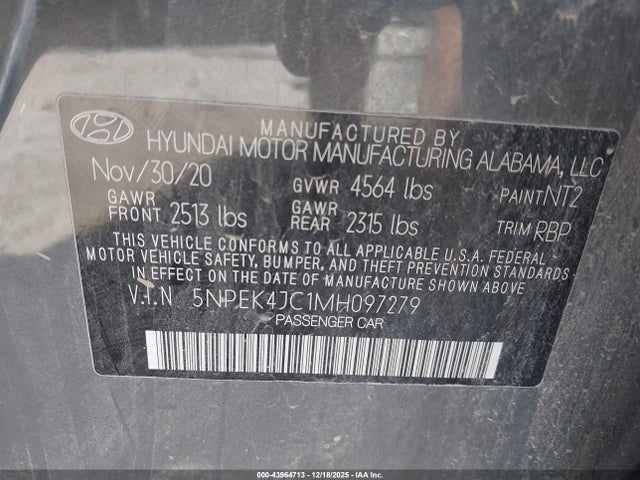 MANUFACTURED BY
HYUNDAI MOTOR MANUFACTURING ALABAMA, LLC
Nov/30/20 GVWR 4564 lbs PAINT NT2
GAWR FRONT 2513 lbs GAWR REAR 2315 lbs TRIM RBP
THIS VEHICLE CONFORMS TO ALL APPLICABLE U.S.A. FEDERAL
MOTOR VEHICLE SAFETY, BUMPER, AND THEFT PREVENTION STANDARDS
IN EFFECT ON THE DATE OF MANUFACTURE SHOWN ABOVE.
V.I.N 5NPEK4JC1MH097279
PASSENGER CAR
000-43964713 - 12/18/2025 - IAAI, Inc.